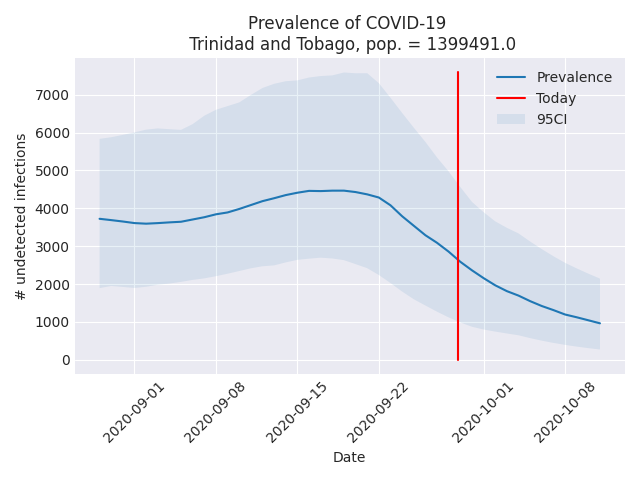 Prevalence of COVID-19
Trinidad and Tobago, pop. = 1399491.0
Prevalence
Today
95CI
# undetected infections
7000
6000
5000
4000
3000
2000
1000
0
2020-09-01
2020-09-08
2020-09-15
2020-09-22
2020-10-01
2020-10-08
Date